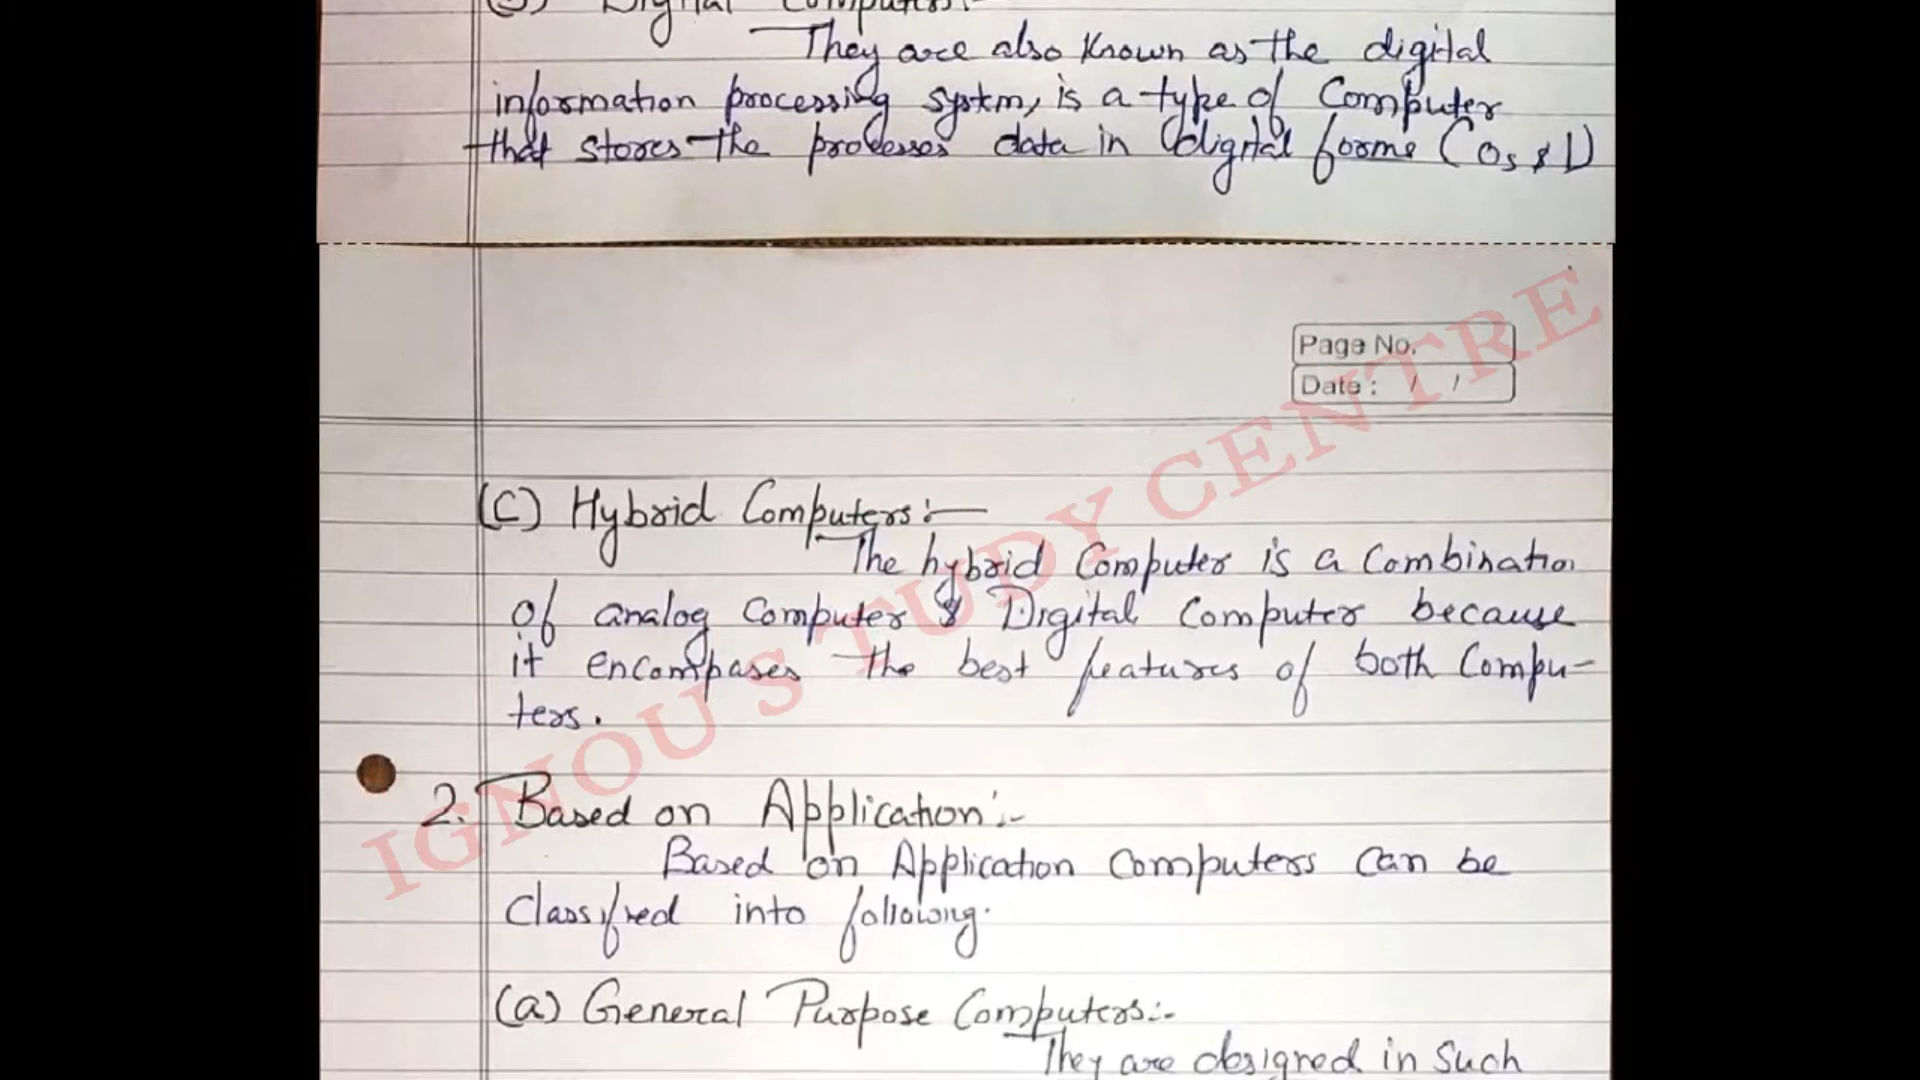 (b) Digital Computers:-
They are also known as the digital
information processing system, is a type of Computer
that stores the processes data in digital forms (0s & 1)
Page No.
Date : / /
(C) Hybrid Computers:-
The hybrid Computer is a Combination
of analog Computer & Digital Computer because
it encompases the best features of both Compu-
ters.
2. Based on Application:-
Based on Application Computers can be
Classified into following.
(a) General Purpose Computers:-
They are designed in such
IGNOU STUDY CENTRE